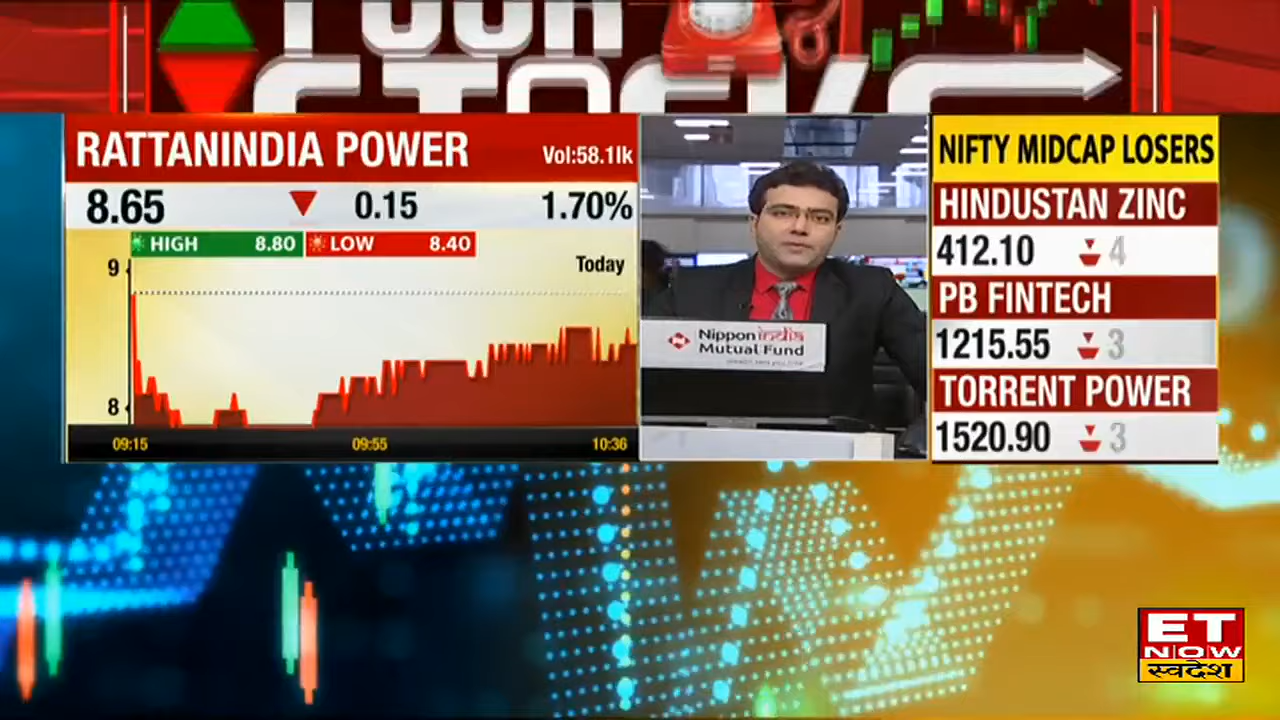 RATTANINDIA POWER
Vol:58.1lk
8.65 0.15 1.70%
HIGH 8.80 LOW 8.40
Today
9
8
09:15 09:55 10:36
Nippon india
Mutual Fund
NIFTY MIDCAP LOSERS
HINDUSTAN ZINC
412.10 4
PB FINTECH
1215.55 3
TORRENT POWER
1520.90 3
ET
NOW
स्वदेश